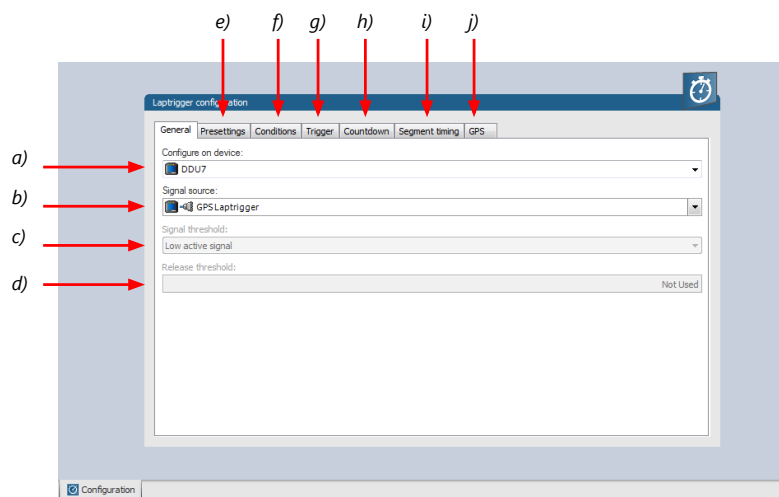 e) f) g) h) i) j)
Laptrigger configuration
General Presettings Conditions Trigger Countdown Segment timing GPS
Configure on device:
a) DDU7
Signal source:
b) GPS Laptrigger
Signal threshold:
c) Low active signal
Release threshold:
d) Not Used
Configuration